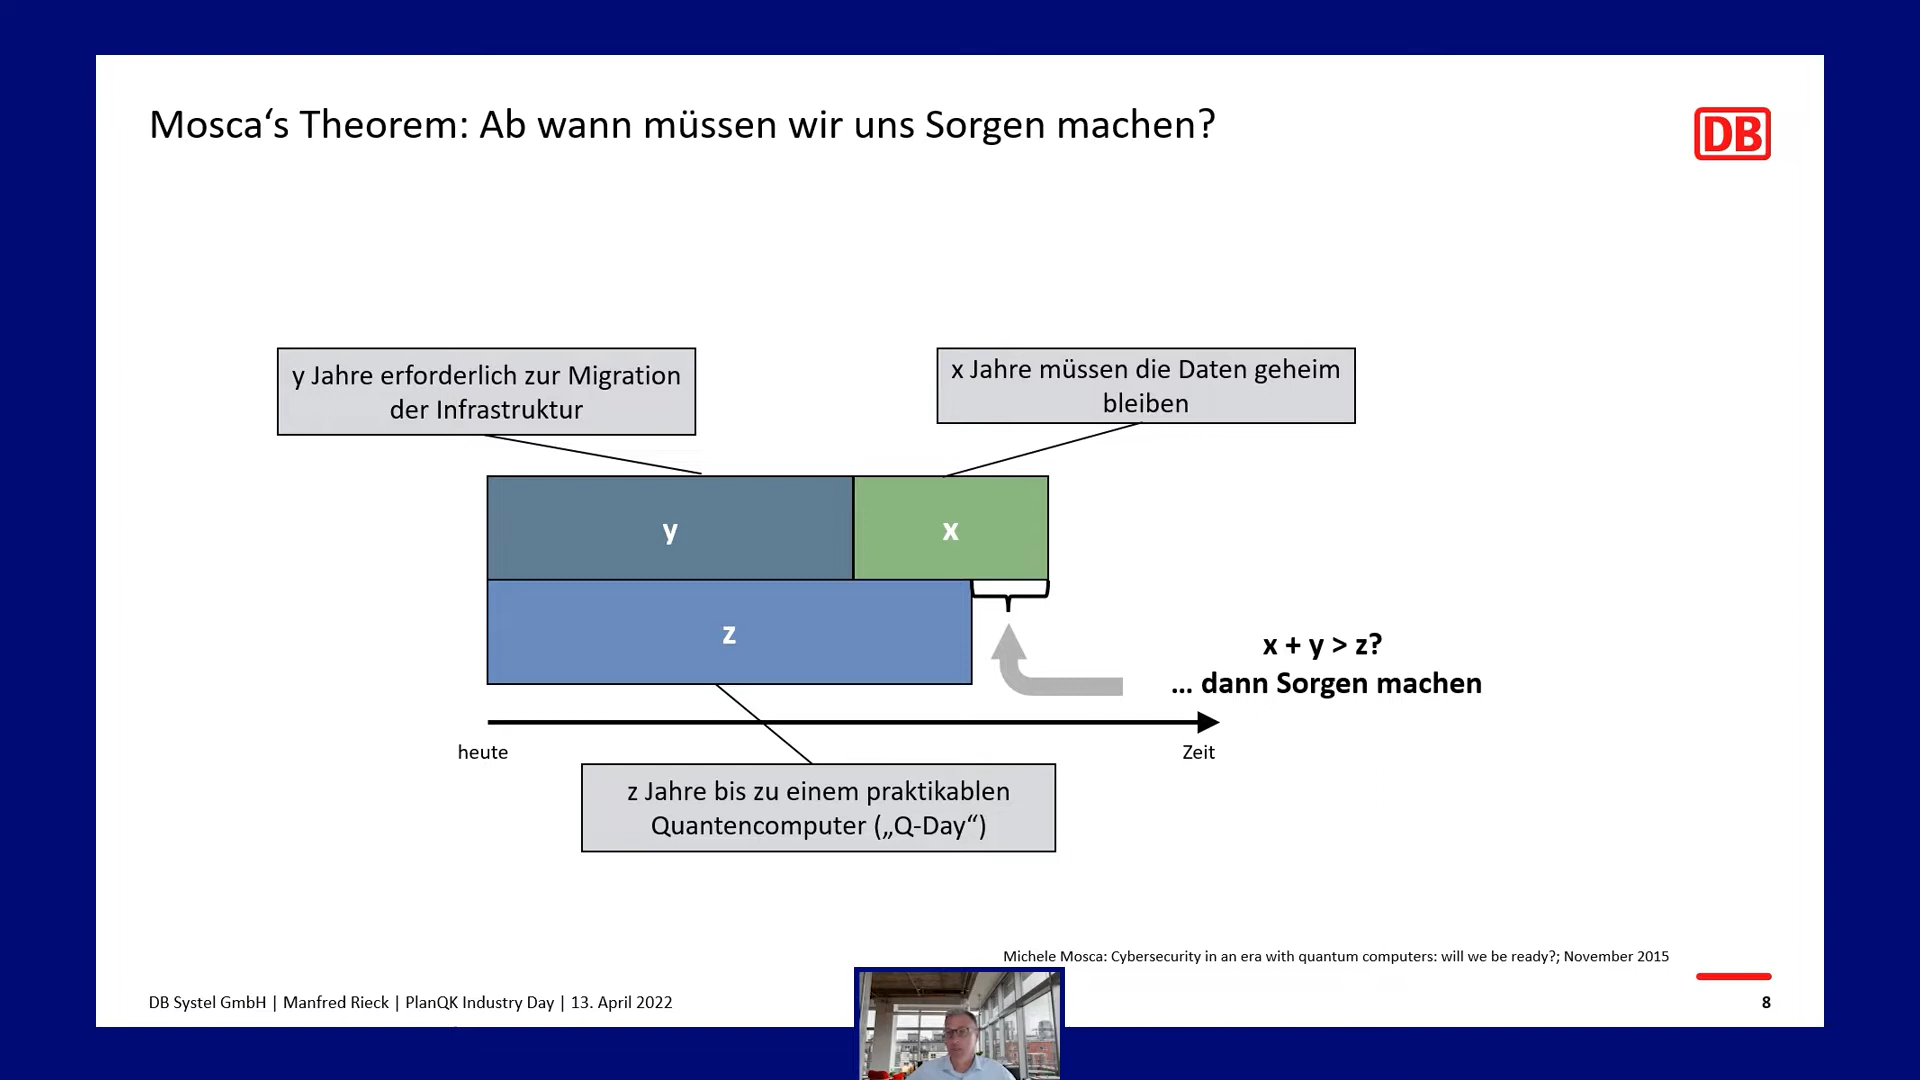 Mosca‘s Theorem: Ab wann müssen wir uns Sorgen machen?
DB
y Jahre erforderlich zur Migration
der Infrastruktur
x Jahre müssen die Daten geheim
bleiben
y
x
z
x + y > z?
... dann Sorgen machen
heute
Zeit
z Jahre bis zu einem praktikablen
Quantencomputer („Q-Day“)
Michele Mosca: Cybersecurity in an era with quantum computers: will we be ready?; November 2015
DB Systel GmbH | Manfred Rieck | PlanQK Industry Day | 13. April 2022
8